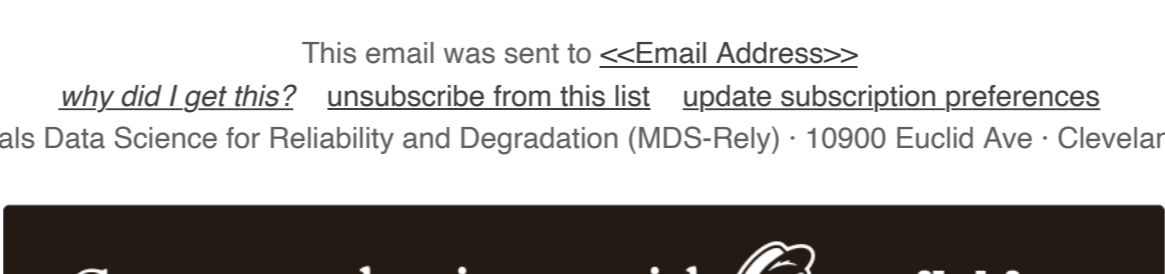 This email was sent to <<Email Address>>
why did I get this? unsubscribe from this list update subscription preferences
als Data Science for Reliability and Degradation (MDS-Rely) · 10900 Euclid Ave · Clevelan